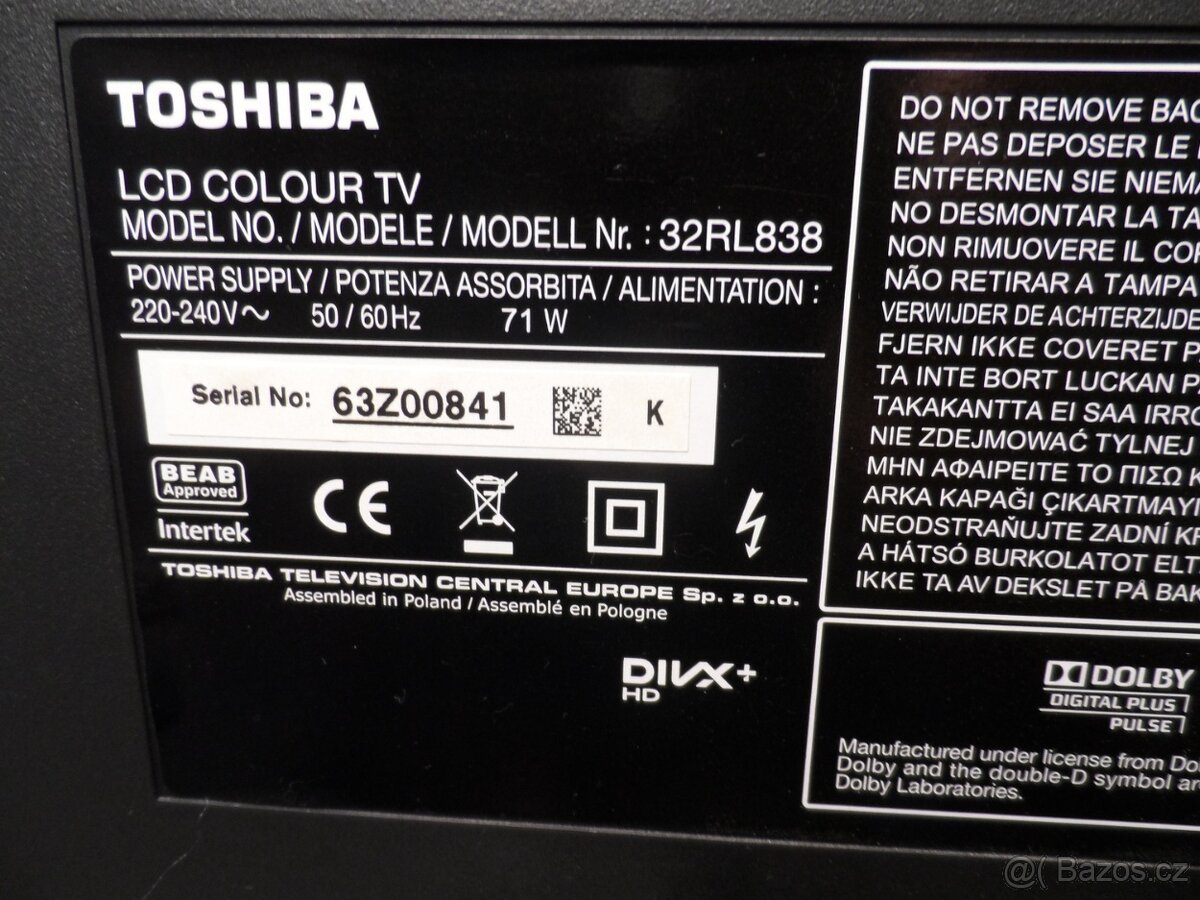 TOSHIBA
LCD COLOUR TV
MODEL NO. / MODELE / MODELL Nr. : 32RL838
POWER SUPPLY / POTENZA ASSORBITA / ALIMENTATION :
220-240V~ 50 / 60Hz 71 W
Serial No: 63Z00841 K
BEAB
Approved
Intertek
CE
TOSHIBA TELEVISION CENTRAL EUROPE Sp. z o.o.
Assembled in Poland / Assemblé en Pologne
DIVX+
HD
DO NOT REMOVE BAC
NE PAS DEPOSER LE
ENTFERNEN SIE NIEMA
NO DESMONTAR LA TA
NON RIMUOVERE IL COP
NÃO RETIRAR A TAMPA
VERWIJDER DE ACHTERZIJDE
FJERN IKKE COVERET P
TA INTE BORT LUCKAN PÅ
TAKAKANTTA EI SAA IRRO
NIE ZDEJMOWAĆ TYLNEJ
ΜΗΝ ΑΦΑΙΡΕΙΤΕ ΤΟ ΠΙΣΩ Κ
ARKA KAPAĞI ÇIKARTMAYI
NEODSTRAŇUJTE ZADNÍ KR
A HÁTSÓ BURKOLATOT ELT
IKKE TA AV DEKSLET PÅ BAK
DOLBY
DIGITAL PLUS
PULSE
Manufactured under license from Do
Dolby and the double-D symbol ar
Dolby Laboratories.
@( Bazos.cz